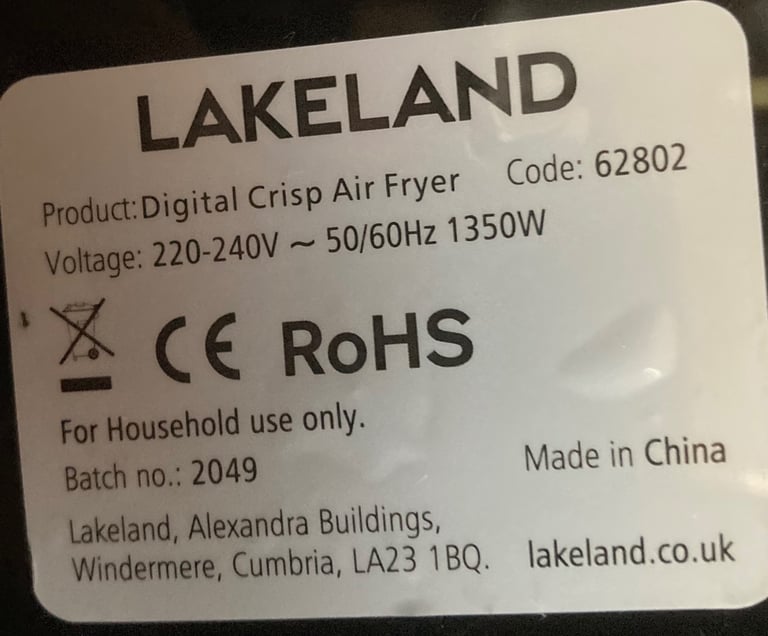 LAKELAND
Product: Digital Crisp Air Fryer Code: 62802
Voltage: 220-240V ~ 50/60Hz 1350W
CE RoHS
For Household use only.
Batch no.: 2049 Made in China
Lakeland, Alexandra Buildings,
Windermere, Cumbria, LA23 1BQ. lakeland.co.uk